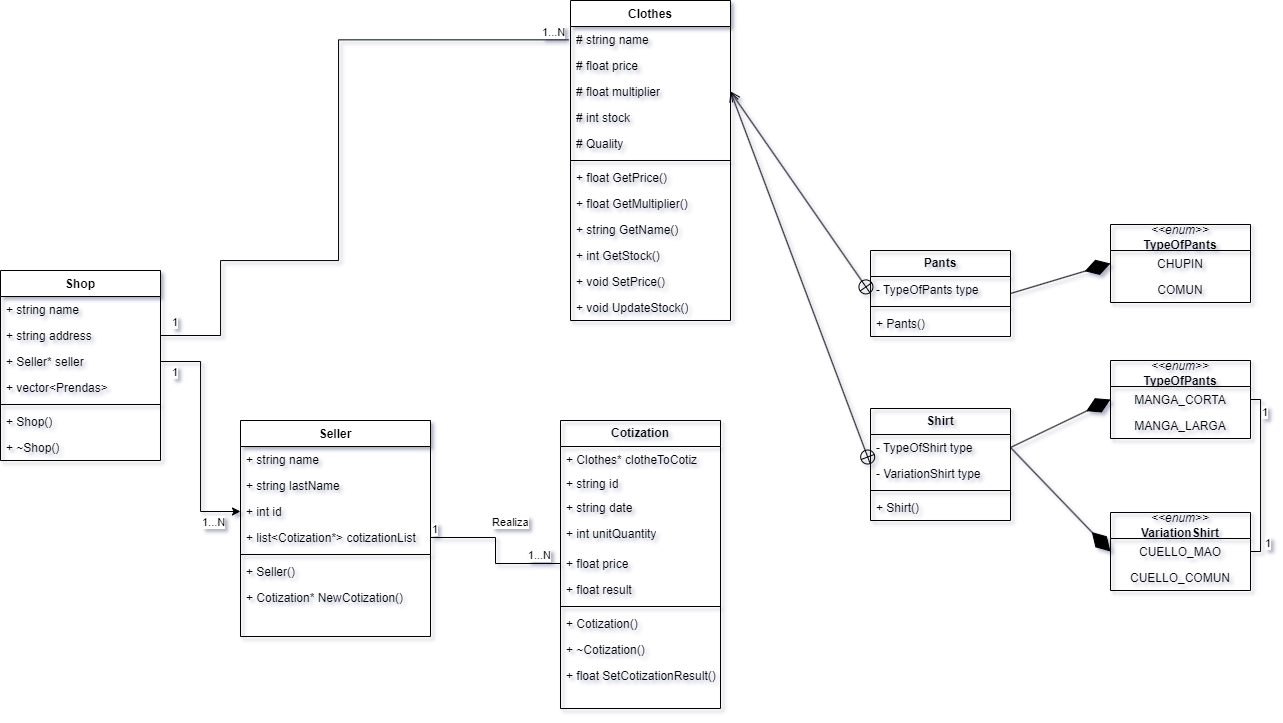 Clothes
# string name
# float price
# float multiplier
# int stock
# Quality
+ float GetPrice()
+ float GetMultiplier()
+ string GetName()
+ int GetStock()
+ void SetPrice()
+ void UpdateStock()
1...N
1
Shop
+ string name
+ string address
+ Seller* seller
+ vector<Prendas>
+ Shop()
+ ~Shop()
1
1...N
Seller
+ string name
+ string lastName
+ int id
+ list<Cotization*> cotizationList
+ Seller()
+ Cotization* NewCotization()
1
Realiza
1...N
Cotization
+ Clothes* clotheToCotiz
+ string id
+ string date
+ int unitQuantity
+ float price
+ float result
+ Cotization()
+ ~Cotization()
+ float SetCotizationResult()
Pants
- TypeOfPants type
+ Pants()
<<enum>>
TypeOfPants
CHUPIN
COMUN
Shirt
- TypeOfShirt type
- VariationShirt type
+ Shirt()
<<enum>>
TypeOfPants
MANGA_CORTA
MANGA_LARGA
1
<<enum>>
VariationShirt
CUELLO_MAO
CUELLO_COMUN
1